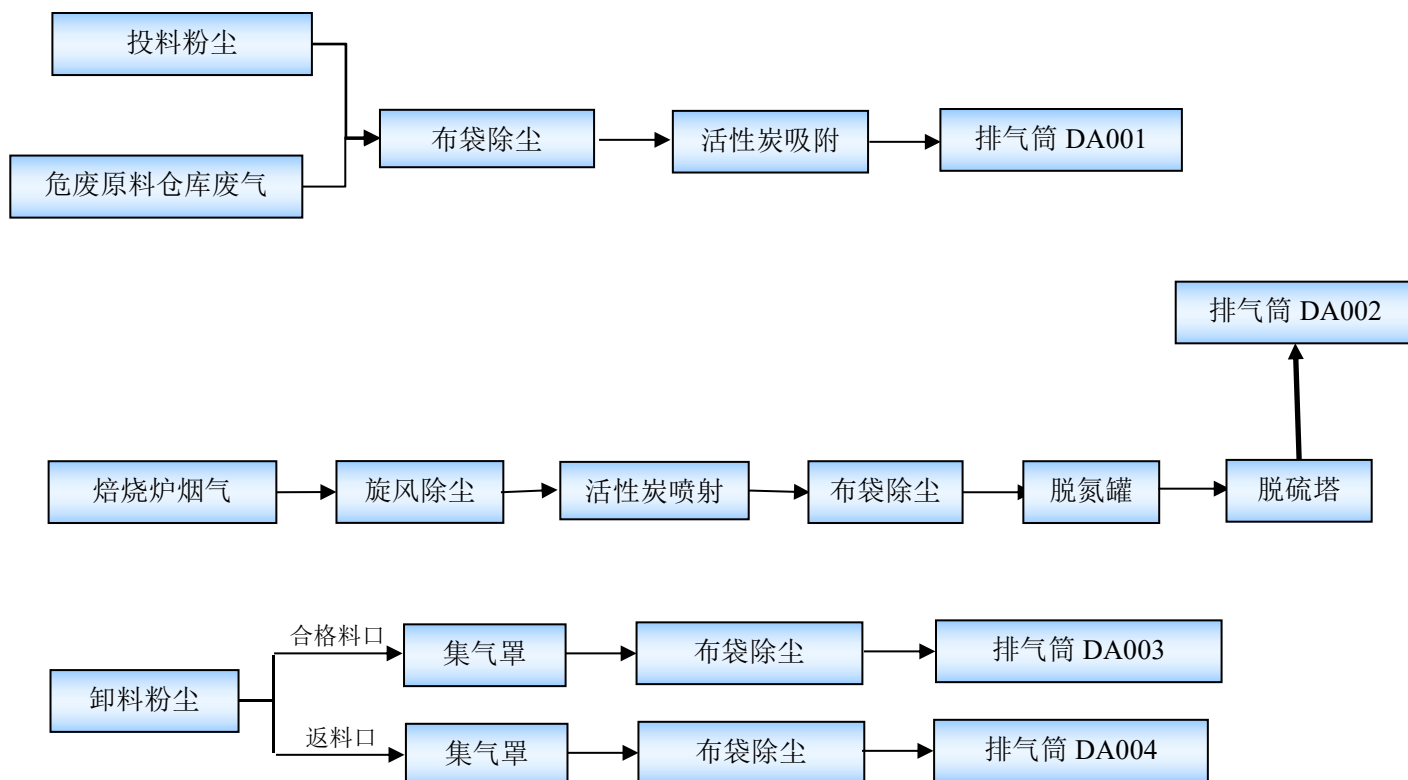 投料粉尘
危废原料仓库废气
布袋除尘
活性炭吸附
排气筒 DA001
排气筒 DA002
焙烧炉烟气
旋风除尘
活性炭喷射
布袋除尘
脱氮罐
脱硫塔
卸料粉尘
合格料口
集气罩
布袋除尘
排气筒 DA003
返料口
集气罩
布袋除尘
排气筒 DA004